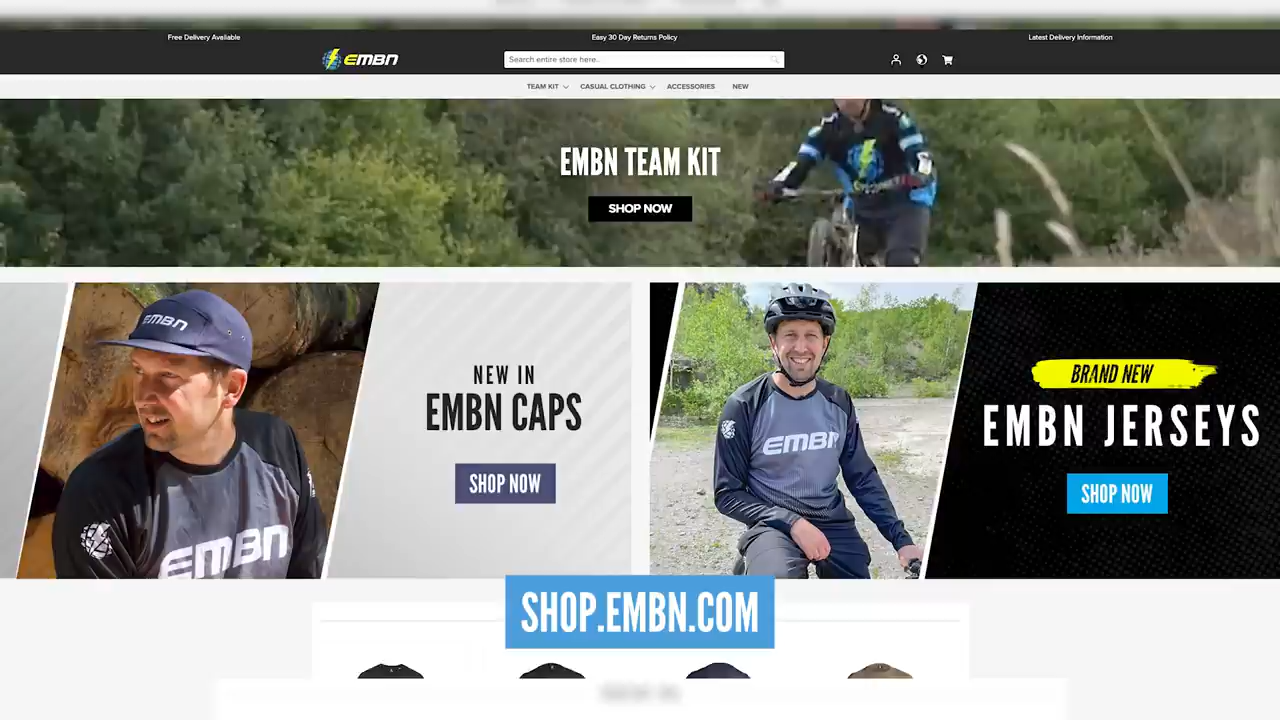 Free Delivery Avaliable
Easy 30 Day Returns Policy
Latest Delivery Information
EMBN
Search entire store here..
TEAM KIT
CASUAL CLOTHING
ACCESSORIES
NEW
EMBN TEAM KIT
SHOP NOW
EMBN
EMBN
NEW IN
EMBN CAPS
SHOP NOW
EMBN
BRAND NEW
EMBN JERSEYS
SHOP NOW
SHOP.EMBN.COM